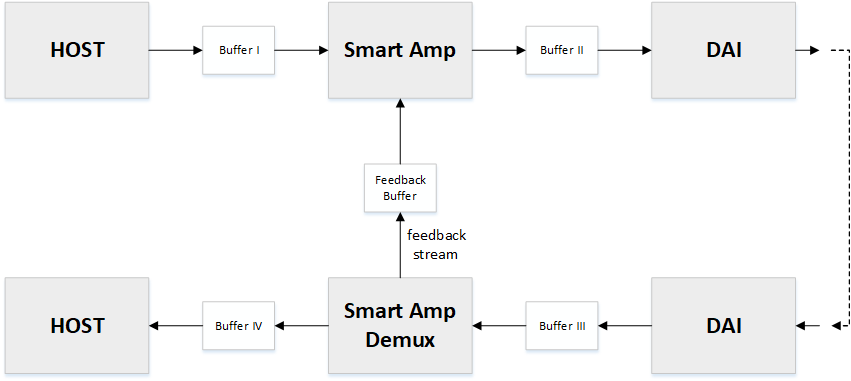 HOST
Buffer I
Smart Amp
Buffer II
DAI
Feedback
Buffer
feedback
stream
HOST
Buffer IV
Smart Amp
Demux
Buffer III
DAI